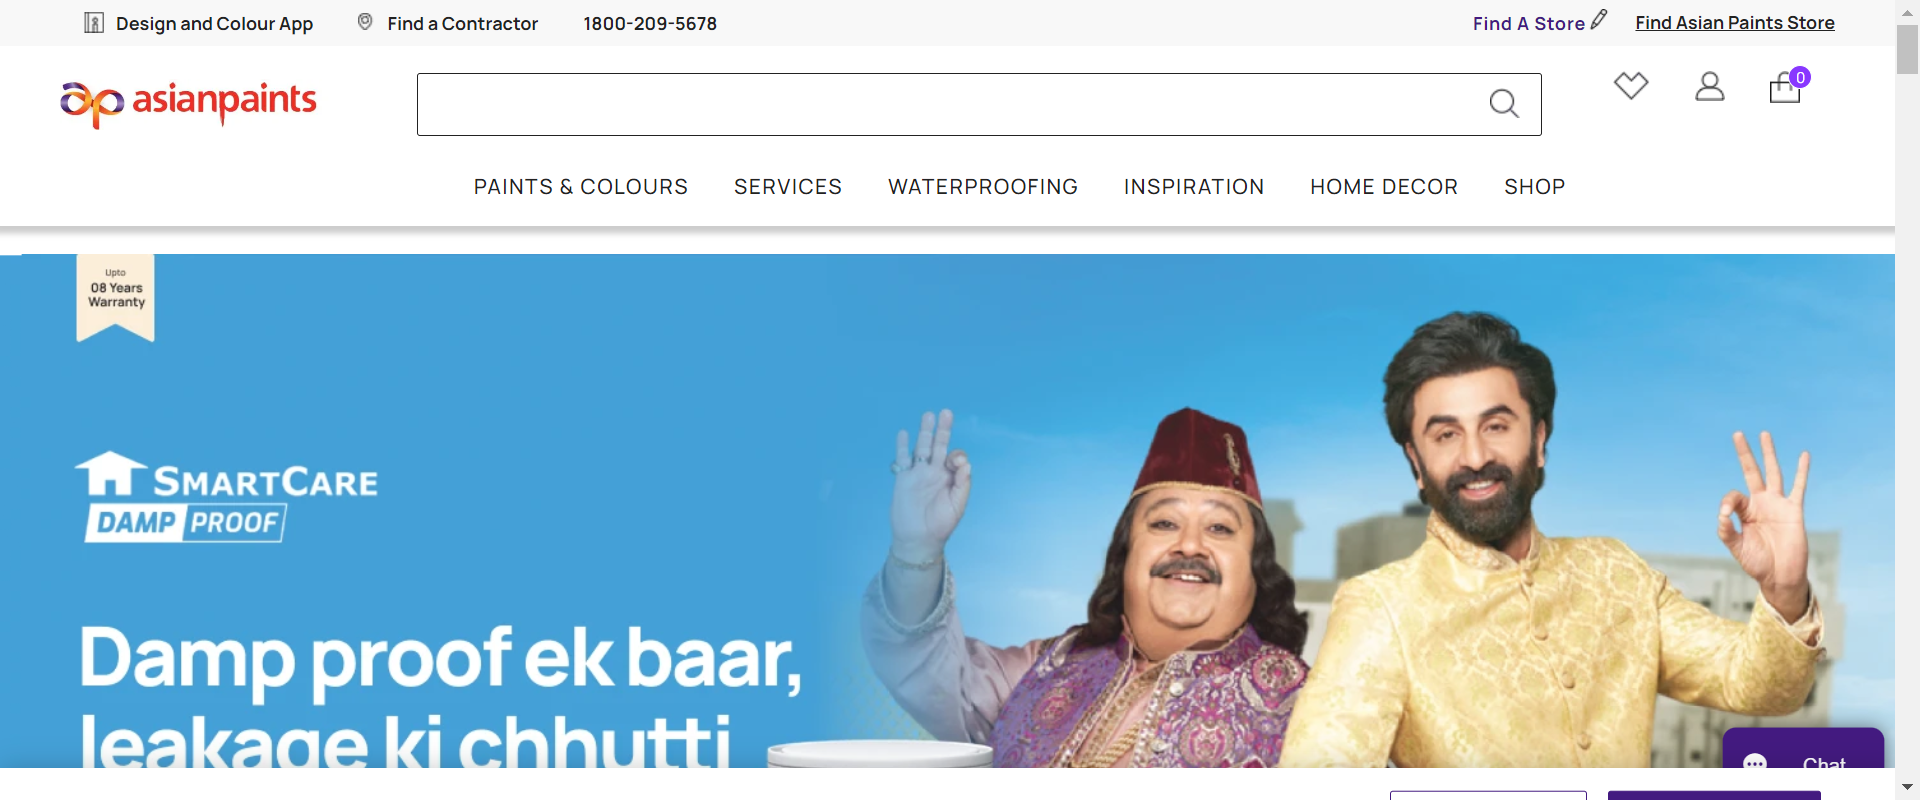 Design and Colour App
Find a Contractor
1800-209-5678
Find A Store
Find Asian Paints Store
asianpaints
0
PAINTS & COLOURS
SERVICES
WATERPROOFING
INSPIRATION
HOME DECOR
SHOP
Upto
08 Years
Warranty
SMARTCARE
DAMP PROOF
Damp proof ek baar,
leakage ki chhutti
Chat